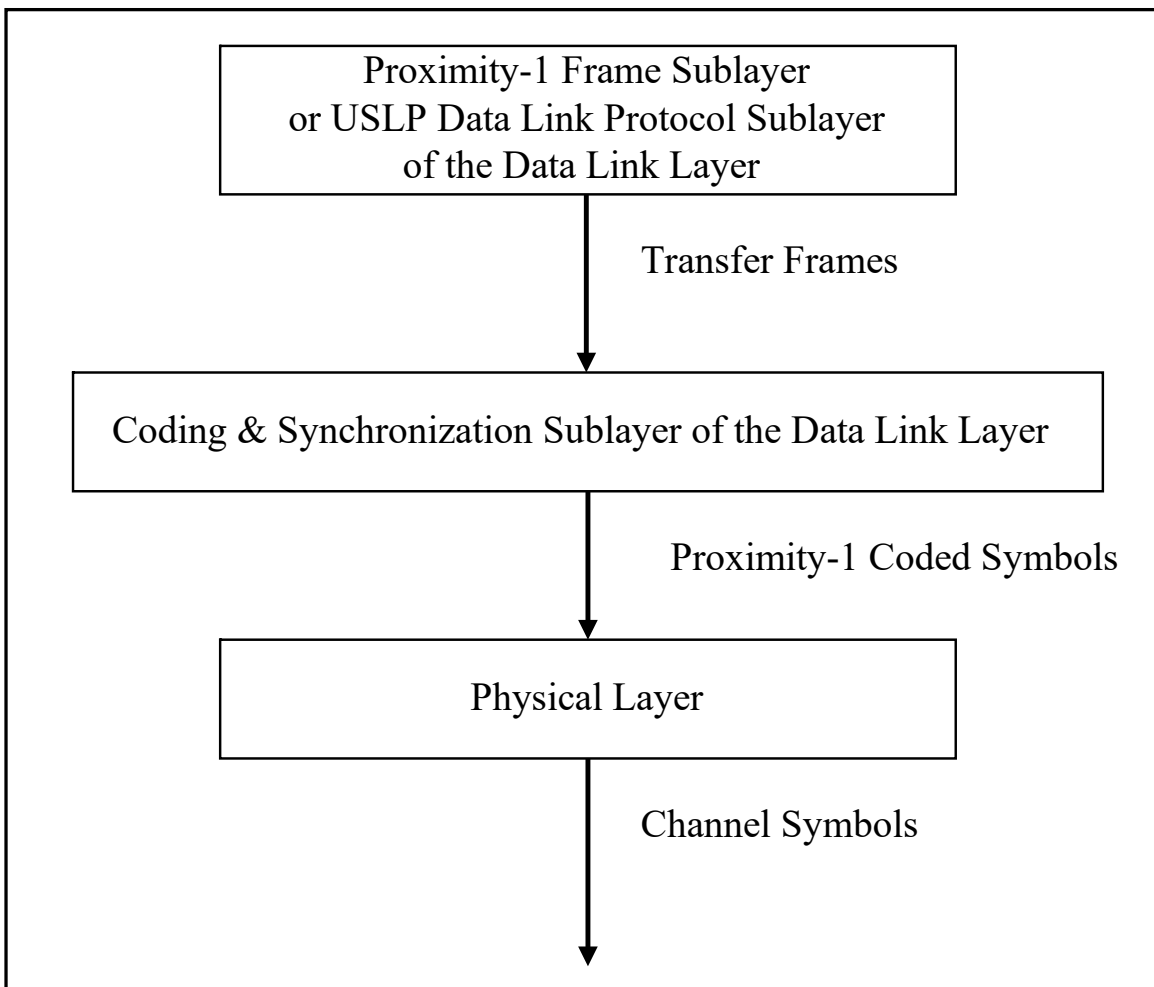 Proximity-1 Frame Sublayer
or USLP Data Link Protocol Sublayer
of the Data Link Layer
Transfer Frames
Coding & Synchronization Sublayer of the Data Link Layer
Proximity-1 Coded Symbols
Physical Layer
Channel Symbols